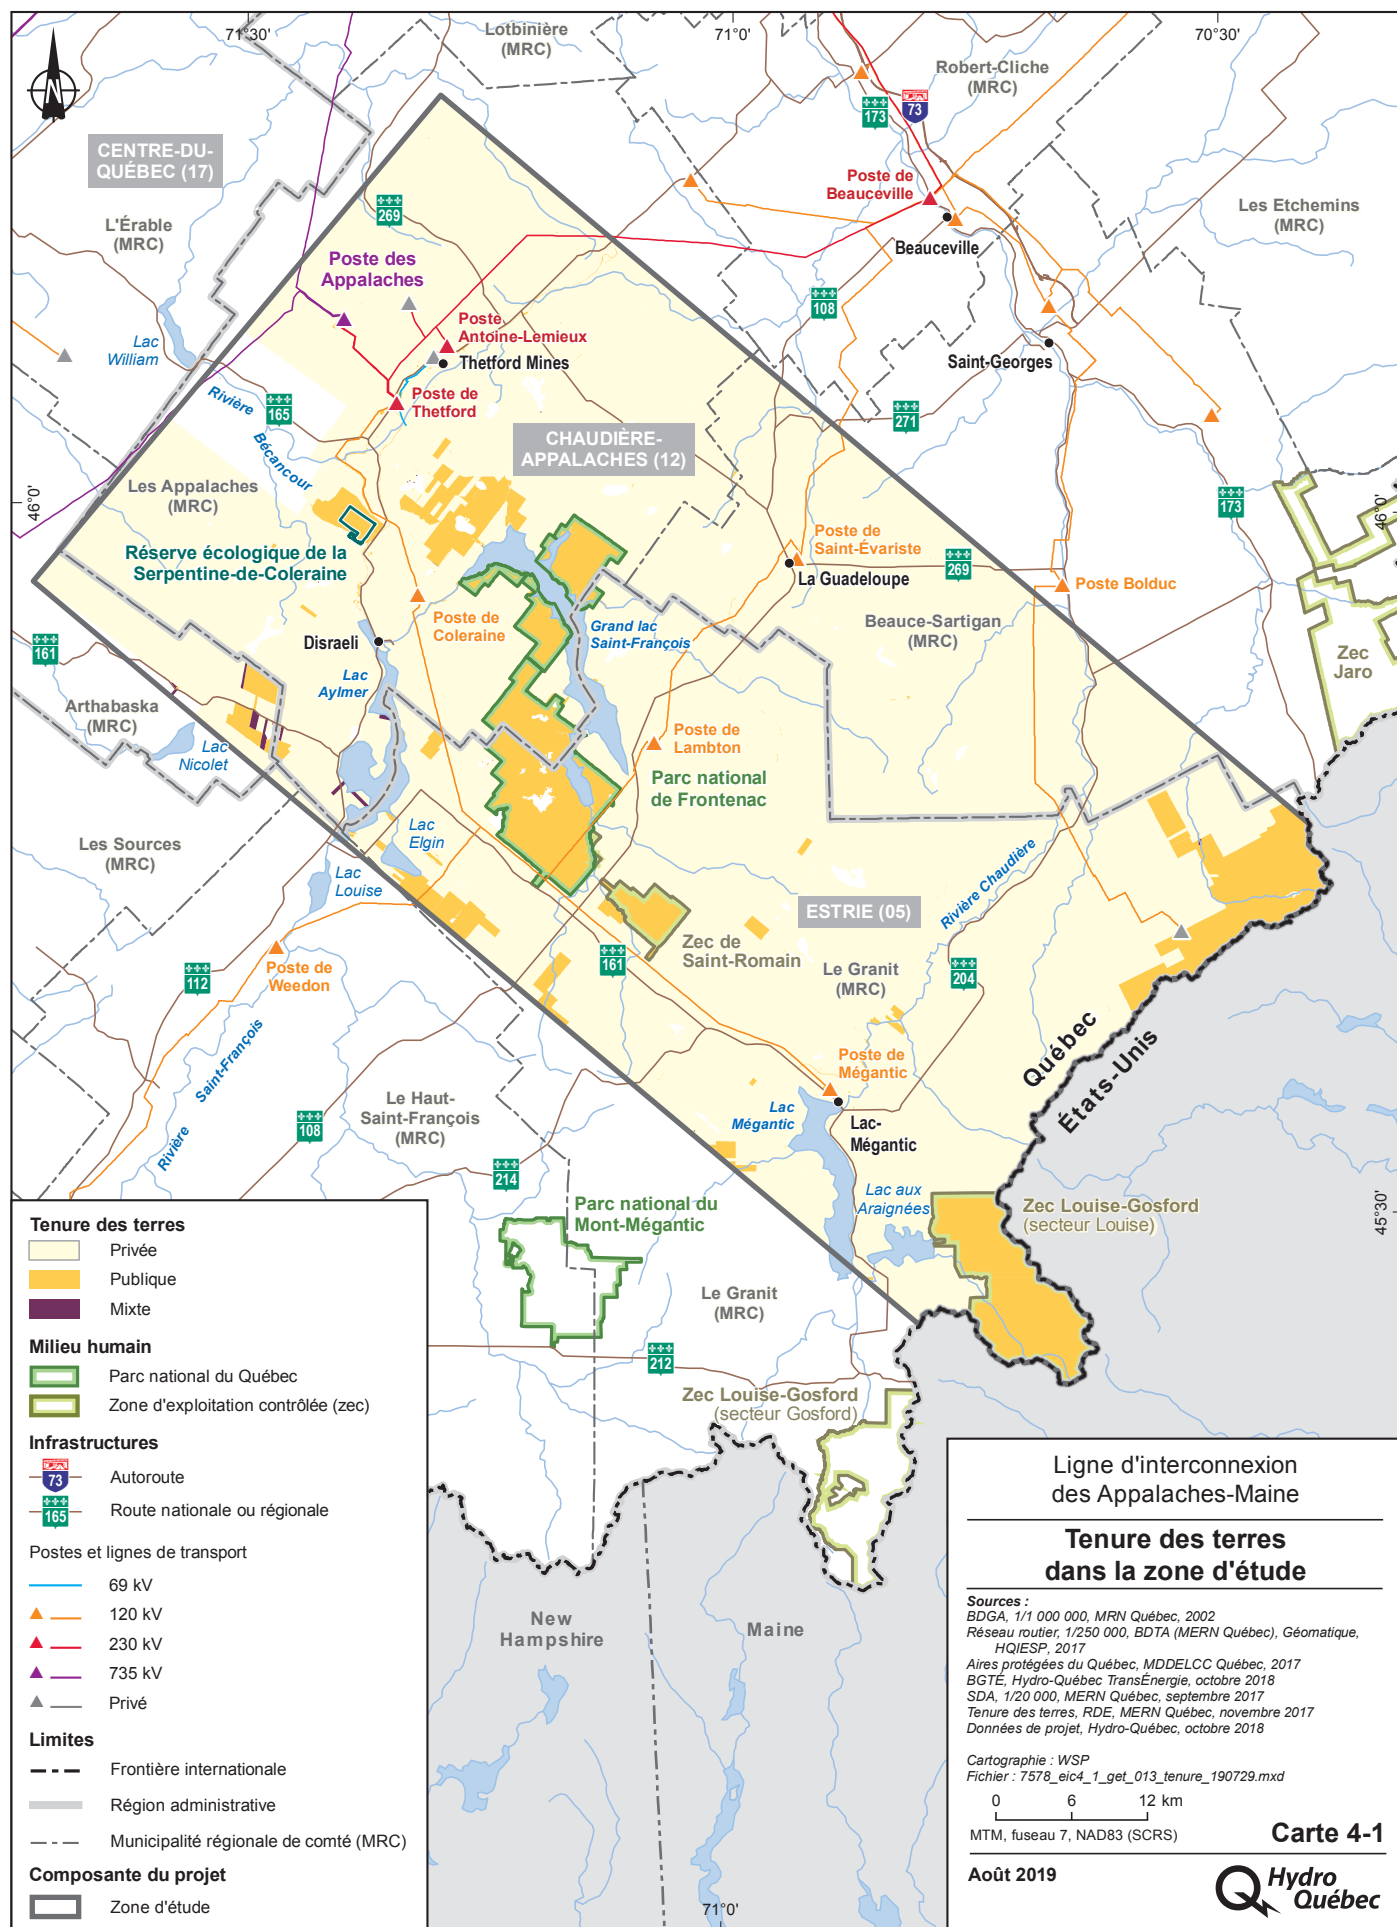 71°30'
71°0'
70°30'
Lotbinière
(MRC)
Robert-Cliche
(MRC)
N
73
173
CENTRE-DU-
QUÉBEC (17)
Poste de
Beauceville
L'Érable
(MRC)
269
Les Etchemins
(MRC)
Beauceville
Poste des
Appalaches
108
Poste
Antoine-Lemieux
Lac
William
Thetford Mines
Saint-Georges
Poste de
Thetford
Rivière
Bécancour
165
271
CHAUDIÈRE-
APPALACHES (12)
Les Appalaches
(MRC)
46°0'
46°0'
173
Réserve écologique de la
Serpentine-de-Coleraine
Poste de
Saint-Évariste
La Guadeloupe
269
Poste Bolduc
Poste de
Coleraine
Grand lac
Saint-François
Beauce-Sartigan
(MRC)
Disraeli
161
Zec
Jaro
Lac
Aylmer
Arthabaska
(MRC)
Lac
Nicolet
Poste de
Lambton
Parc national
de Frontenac
Les Sources
(MRC)
Lac
Elgin
Lac
Louise
Rivière Chaudière
ESTRIE (05)
Zec de
Saint-Romain
Poste de
Weedon
112
161
Le Granit
(MRC)
204
Rivière
Saint-François
Québec
États-Unis
Poste de
Mégantic
Le Haut-
Saint-François
(MRC)
108
Lac
Mégantic
Lac-
Mégantic
214
Lac aux
Araignées
Parc national du
Mont-Mégantic
Zec Louise-Gosford
(secteur Louise)
45°30'
Le Granit
(MRC)
212
Zec Louise-Gosford
(secteur Gosford)
New
Hampshire
Maine
71°0'
Tenure des terres
Privée
Publique
Mixte
Milieu humain
Parc national du Québec
Zone d'exploitation contrôlée (zec)
Infrastructures
73
Autoroute
165
Route nationale ou régionale
Postes et lignes de transport
69 kV
120 kV
230 kV
735 kV
Privé
Limites
Frontière internationale
Région administrative
Municipalité régionale de comté (MRC)
Composante du projet
Zone d'étude
Ligne d'interconnexion
des Appalaches-Maine
Tenure des terres
dans la zone d'étude
Sources :
BDGA, 1/1 000 000, MRN Québec, 2002
Réseau routier, 1/250 000, BDTA (MERN Québec), Géomatique,
HQIESP, 2017
Aires protégées du Québec, MDDELCC Québec, 2017
BGTE, Hydro-Québec TransÉnergie, octobre 2018
SDA, 1/20 000, MERN Québec, septembre 2017
Tenure des terres, RDE, MERN Québec, novembre 2017
Données de projet, Hydro-Québec, octobre 2018
Cartographie : WSP
Fichier : 7578_eic4_1_get_013_tenure_190729.mxd
0 6 12 km
MTM, fuseau 7, NAD83 (SCRS)
Carte 4-1
Août 2019
Hydro
Québec